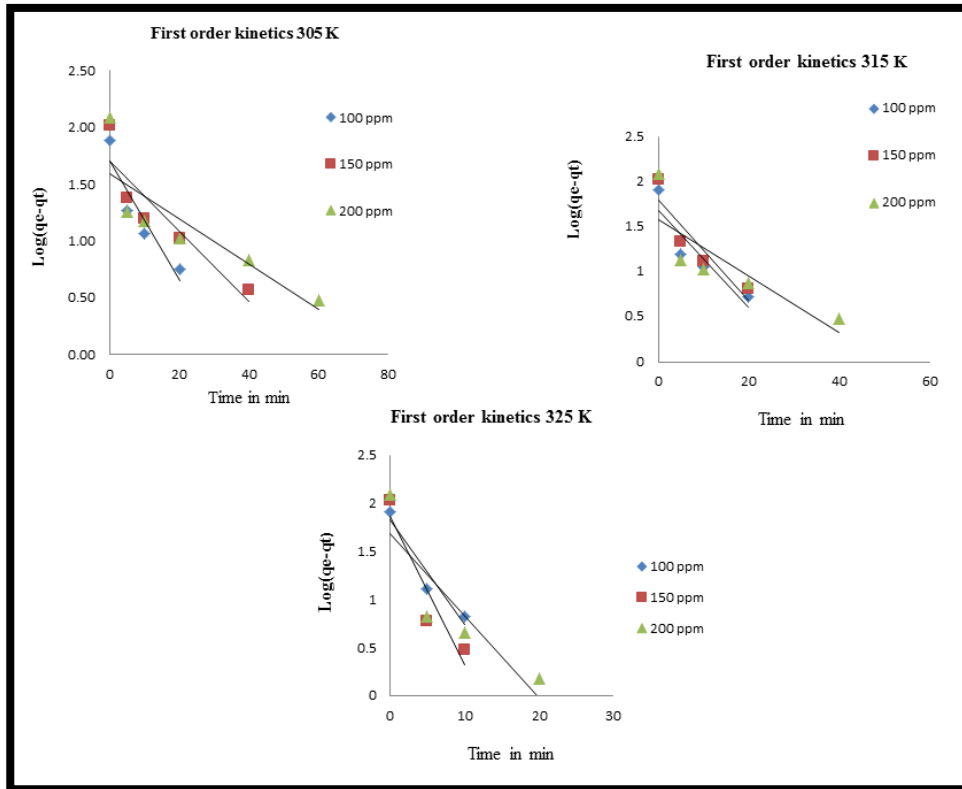 First order kinetics 305 K
2.50
2.00
1.50
1.00
0.50
0.00
0 20 40 60 80
Log(qe-qt)
Time in min
100 ppm
150 ppm
200 ppm
First order kinetics 315 K
2.5
2
1.5
1
0.5
0
0 20 40 60
Log(qe-qt)
Time in min
100 ppm
150 ppm
200 ppm
First order kinetics 325 K
2.5
2
1.5
1
0.5
0
0 10 20 30
Log(qe-qt)
Time in min
100 ppm
150 ppm
200 ppm